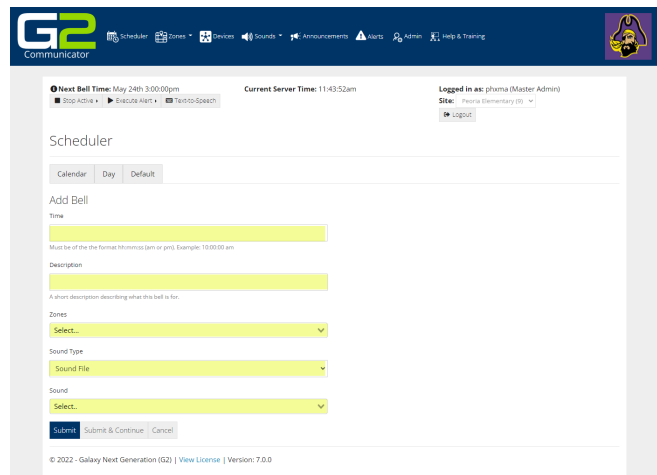 G2
Communicator
Scheduler Zones Devices Sounds Announcements Alerts Admin Help & Training
Next Bell Time: May 24th 3:00:00pm Current Server Time: 11:43:52am Logged in as: phxma (Master Admin)
Stop Active Execute Alert Text-to-Speech Site: Peoria Elementary (9)
Logout
Scheduler
Calendar Day Default
Add Bell
Time
Must be of the the format hh:mm:ss (am or pm). Example: 10:00:00 am
Description
A short description describing what this bell is for.
Zones
Select...
Sound Type
Sound File
Sound
Select..
Submit Submit & Continue Cancel
© 2022 - Galaxy Next Generation (G2) | View License | Version: 7.0.0